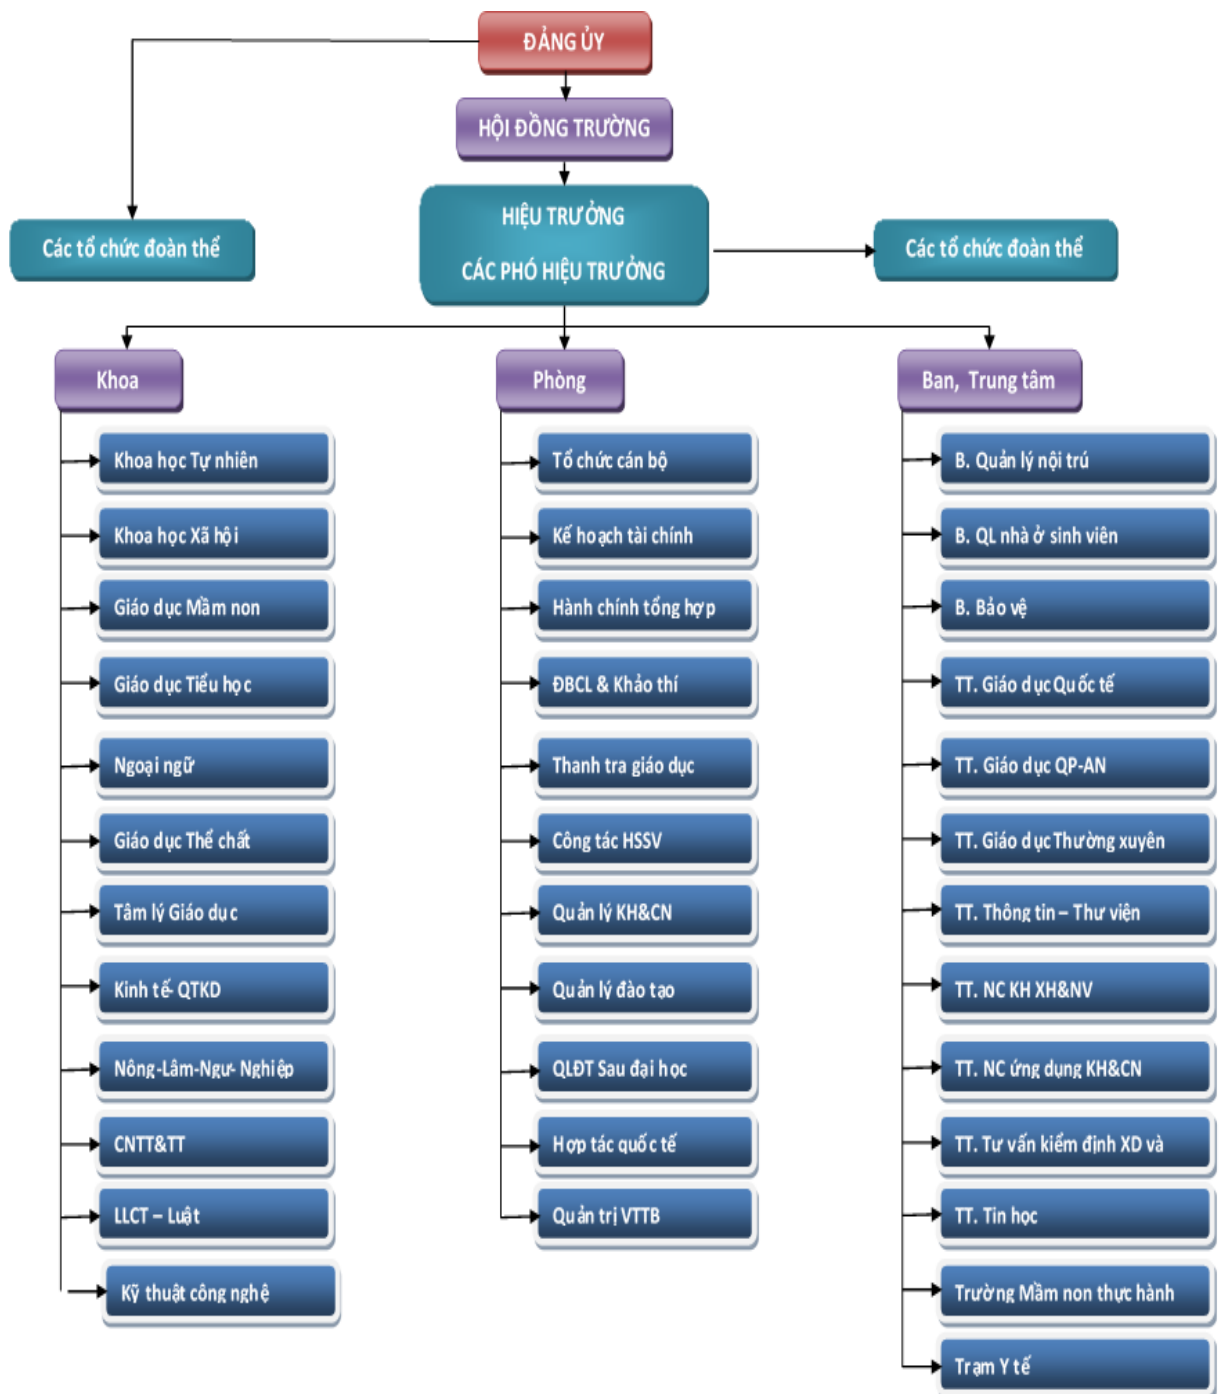 ĐẢNG ỦY
HỘI ĐỒNG TRƯỜNG
HIỆU TRƯỞNG
CÁC PHÓ HIỆU TRƯỞNG
Các tổ chức đoàn thể
Các tổ chức đoàn thể
Khoa
Khoa học Tự nhiên
Khoa học Xã hội
Giáo dục Mầm non
Giáo dục Tiểu học
Ngoại ngữ
Giáo dục Thể chất
Tâm lý Giáo dục
Kinh tế- QTKD
Nông-Lâm-Ngư- Nghiệp
CNTT&TT
LLCT – Luật
Kỹ thuật công nghệ
Phòng
Tổ chức cán bộ
Kế hoạch tài chính
Hành chính tổng hợp
ĐBCL & Khảo thí
Thanh tra giáo dục
Công tác HSSV
Quản lý KH&CN
Quản lý đào tạo
QLĐT Sau đại học
Hợp tác quốc tế
Quản trị VTTB
Ban, Trung tâm
B. Quản lý nội trú
B. QL nhà ở sinh viên
B. Bảo vệ
TT. Giáo dục Quốc tế
TT. Giáo dục QP-AN
TT. Giáo dục Thường xuyên
TT. Thông tin – Thư viện
TT. NC KH XH&NV
TT. NC ứng dụng KH&CN
TT. Tư vấn kiểm định XD và
TT. Tin học
Trường Mầm non thực hành
Trạm Y tế